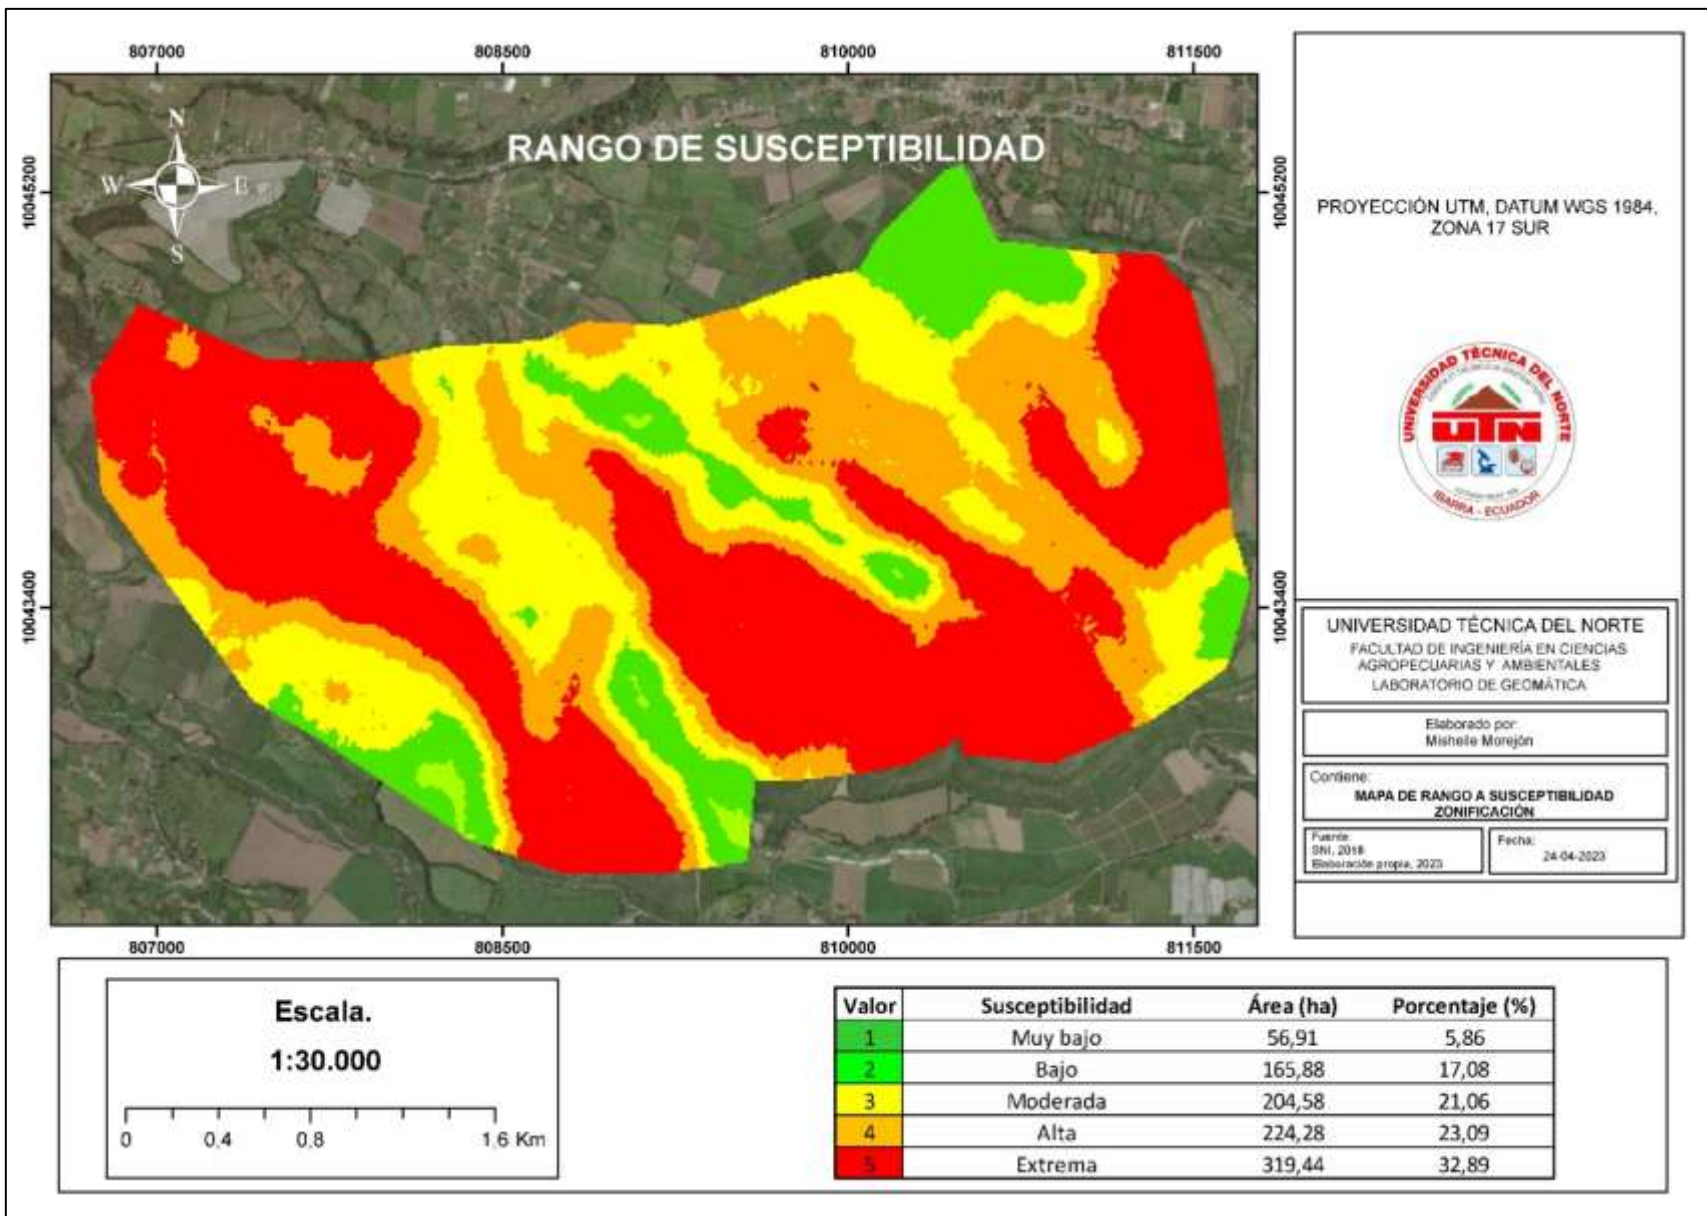 807000 808500 810000 811500
RANGO DE SUSCEPTIBILIDAD
N
W E
S
10045200
10045200
10043400
10043400
807000 808500 810000 811500
PROYECCIÓN UTM, DATUM WGS 1984,
ZONA 17 SUR
UNIVERSIDAD TÉCNICA DEL NORTE
UTN
IBARRA - ECUADOR
UNIVERSIDAD TÉCNICA DEL NORTE
FACULTAD DE INGENIERÍA EN CIENCIAS
AGROPECUARIAS Y AMBIENTALES
LABORATORIO DE GEOMÁTICA
Elaborado por:
Mishelle Morejón
Contiene:
MAPA DE RANGO A SUSCEPTIBILIDAD
ZONIFICACIÓN
Fuente:
SNI, 2018
Elaboración propia, 2023
Fecha:
24-04-2023
Escala.
1:30.000
0 0,4 0,8 1,6 Km
Valor Susceptibilidad Área (ha) Porcentaje (%)
1 Muy bajo 56,91 5,86
2 Bajo 165,88 17,08
3 Moderada 204,58 21,06
4 Alta 224,28 23,09
5 Extrema 319,44 32,89